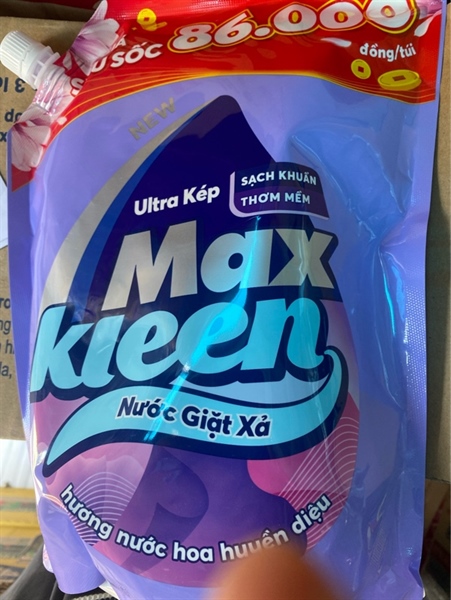 86.000
SỐC
đồng/túi
NEW
Ultra Kép
SẠCH KHUẨN
THƠM MỀM
Max
kleen
Nước Giặt Xả
hương nước hoa huyền diệu